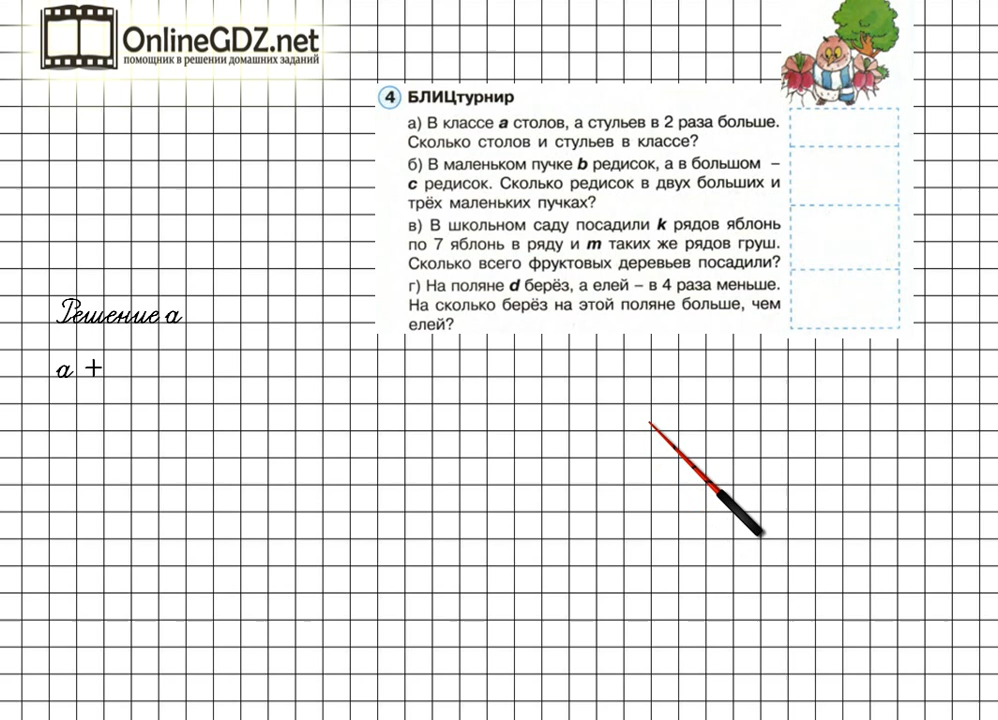 OnlineGDZ.net
помощник в решении домашних заданий
4 БЛИЦтурнир
а) В классе a столов, а стульев в 2 раза больше.
Сколько столов и стульев в классе?
б) В маленьком пучке b редисок, а в большом –
c редисок. Сколько редисок в двух больших и
трёх маленьких пучках?
в) В школьном саду посадили k рядов яблонь
по 7 яблонь в ряду и m таких же рядов груш.
Сколько всего фруктовых деревьев посадили?
г) На поляне d берёз, а елей – в 4 раза меньше.
На сколько берёз на этой поляне больше, чем
елей?
Решение а
а +